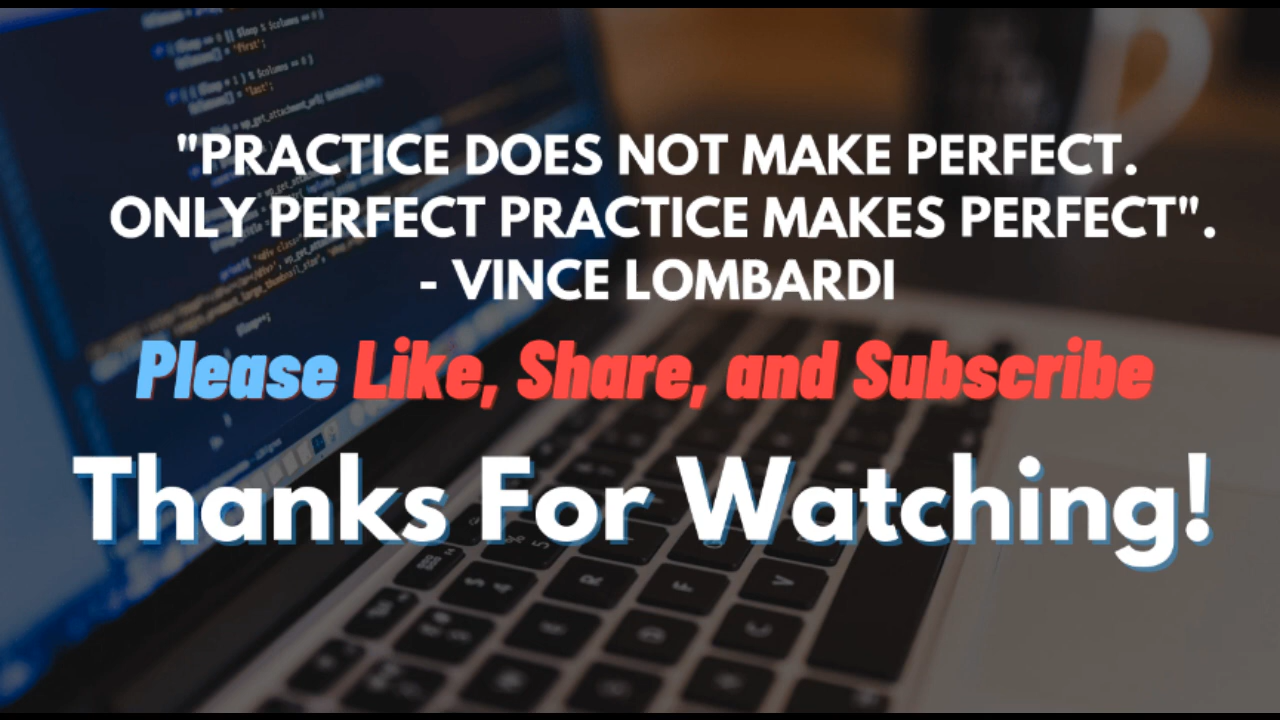 "PRACTICE DOES NOT MAKE PERFECT.
ONLY PERFECT PRACTICE MAKES PERFECT".
- VINCE LOMBARDI
Please Like, Share, and Subscribe
Thanks For Watching!